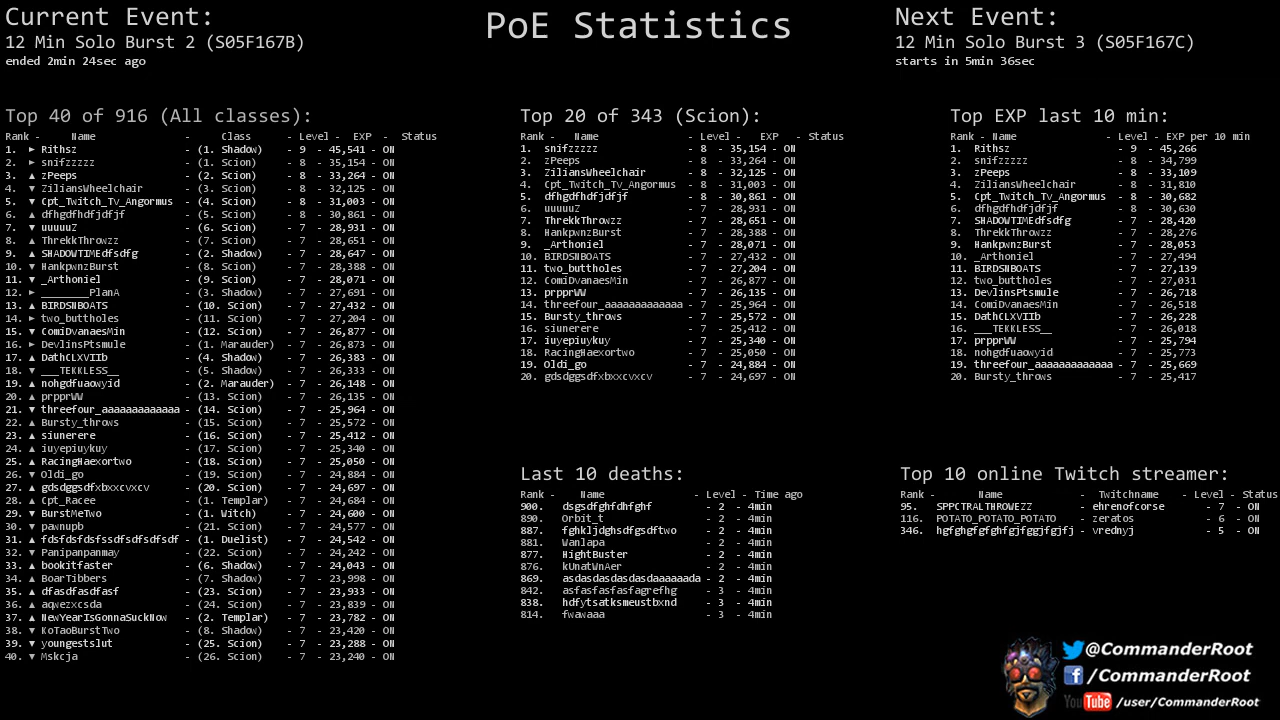 Current Event:
12 Min Solo Burst 2 (S05F167B)
ended 2min 24sec ago
PoE Statistics
Next Event:
12 Min Solo Burst 3 (S05F167C)
starts in 5min 36sec
Top 40 of 916 (All classes):
Rank - Name - Class - Level - EXP - Status
1. ► Rithsz - (1. Shadow) - 9 - 45,541 - ON
2. ► snifzzzzz - (1. Scion) - 8 - 35,154 - ON
3. ▲ zPeeps - (2. Scion) - 8 - 33,264 - ON
4. ▼ ZiliansWheelchair - (3. Scion) - 8 - 32,125 - ON
5. ▼ Cpt_Twitch_Tv_Angormus - (4. Scion) - 8 - 31,003 - ON
6. ▲ dfhgdfhdfjdfjf - (5. Scion) - 8 - 30,861 - ON
7. ▼ uuuuuZ - (6. Scion) - 7 - 28,931 - ON
8. ▲ ThrekkThrowzz - (7. Scion) - 7 - 28,651 - ON
9. ▲ SHADOWTIMEdfsdfg - (2. Shadow) - 7 - 28,647 - ON
10. ▼ HankpwnzBurst - (8. Scion) - 7 - 28,388 - ON
11. ▼ _Arthoniel - (9. Scion) - 7 - 28,071 - ON
12. ► ________PlanA - (3. Shadow) - 7 - 27,691 - ON
13. ▲ BIRDSNBOATS - (10. Scion) - 7 - 27,432 - ON
14. ► two_buttholes - (11. Scion) - 7 - 27,204 - ON
15. ▼ ComiDvanaesMin - (12. Scion) - 7 - 26,877 - ON
16. ► DevlinsPtsmule - (1. Marauder) - 7 - 26,873 - ON
17. ▲ DathCLXVIIb - (4. Shadow) - 7 - 26,383 - ON
18. ▼ ___TEKKLESS__ - (5. Shadow) - 7 - 26,333 - ON
19. ▲ nohgdfuaowyid - (2. Marauder) - 7 - 26,148 - ON
20. ▲ prpprWW - (13. Scion) - 7 - 26,135 - ON
21. ▼ threefour_aaaaaaaaaaaaa - (14. Scion) - 7 - 25,964 - ON
22. ▲ Bursty_throws - (15. Scion) - 7 - 25,572 - ON
23. ▲ siunerere - (16. Scion) - 7 - 25,412 - ON
24. ▲ iuyepiuykuy - (17. Scion) - 7 - 25,340 - ON
25. ▲ RacingHaexortwo - (18. Scion) - 7 - 25,050 - ON
26. ▼ Oldi_go - (19. Scion) - 7 - 24,884 - ON
27. ▲ gdsdggsdfxbxxcvxcv - (20. Scion) - 7 - 24,697 - ON
28. ▲ Cpt_Racee - (1. Templar) - 7 - 24,684 - ON
29. ▼ BurstMeTwo - (1. Witch) - 7 - 24,600 - ON
30. ▼ pawnupb - (21. Scion) - 7 - 24,577 - ON
31. ▲ fdsfdsfdsfssdfsdfsdfsdf - (1. Duelist) - 7 - 24,542 - ON
32. ▼ Panipanpanmay - (22. Scion) - 7 - 24,242 - ON
33. ▲ bookitfaster - (6. Shadow) - 7 - 24,043 - ON
34. ▲ BoarTibbers - (7. Shadow) - 7 - 23,998 - ON
35. ▲ dfasdfasdfasf - (23. Scion) - 7 - 23,933 - ON
36. ▲ aqwezxcsda - (24. Scion) - 7 - 23,839 - ON
37. ▲ NewYearIsGonnaSuckNow - (2. Templar) - 7 - 23,782 - ON
38. ▼ KoTaoBurstTwo - (8. Shadow) - 7 - 23,420 - ON
39. ▼ youngestslut - (25. Scion) - 7 - 23,288 - ON
40. ▼ Mskcja - (26. Scion) - 7 - 23,240 - ON
Top 20 of 343 (Scion):
Rank - Name - Level - EXP - Status
1. snifzzzzz - 8 - 35,154 - ON
2. zPeeps - 8 - 33,264 - ON
3. ZiliansWheelchair - 8 - 32,125 - ON
4. Cpt_Twitch_Tv_Angormus - 8 - 31,003 - ON
5. dfhgdfhdfjdfjf - 8 - 30,861 - ON
6. uuuuuZ - 7 - 28,931 - ON
7. ThrekkThrowzz - 7 - 28,651 - ON
8. HankpwnzBurst - 7 - 28,388 - ON
9. _Arthoniel - 7 - 28,071 - ON
10. BIRDSNBOATS - 7 - 27,432 - ON
11. two_buttholes - 7 - 27,204 - ON
12. ComiDvanaesMin - 7 - 26,877 - ON
13. prpprWW - 7 - 26,135 - ON
14. threefour_aaaaaaaaaaaaa - 7 - 25,964 - ON
15. Bursty_throws - 7 - 25,572 - ON
16. siunerere - 7 - 25,412 - ON
17. iuyepiuykuy - 7 - 25,340 - ON
18. RacingHaexortwo - 7 - 25,050 - ON
19. Oldi_go - 7 - 24,884 - ON
20. gdsdggsdfxbxxcvxcv - 7 - 24,697 - ON
Top EXP last 10 min:
Rank - Name - Level - EXP per 10 min
1. Rithsz - 9 - 45,266
2. snifzzzzz - 8 - 34,799
3. zPeeps - 8 - 33,109
4. ZiliansWheelchair - 8 - 31,810
5. Cpt_Twitch_Tv_Angormus - 8 - 30,682
6. dfhgdfhdfjdfjf - 8 - 30,630
7. SHADOWTIMEdfsdfg - 7 - 28,420
8. ThrekkThrowzz - 7 - 28,276
9. HankpwnzBurst - 7 - 28,053
10. _Arthoniel - 7 - 27,494
11. BIRDSNBOATS - 7 - 27,139
12. two_buttholes - 7 - 27,031
13. DevlinsPtsmule - 7 - 26,718
14. ComiDvanaesMin - 7 - 26,518
15. DathCLXVIIb - 7 - 26,228
16. ___TEKKLESS__ - 7 - 26,018
17. prpprWW - 7 - 25,794
18. nohgdfuaowyid - 7 - 25,773
19. threefour_aaaaaaaaaaaaa - 7 - 25,669
20. Bursty_throws - 7 - 25,417
Last 10 deaths:
Rank - Name - Level - Time ago
900. dsgsdfghfdhfghf - 2 - 4min
890. Orbit_t - 2 - 4min
887. fghkljdghsdfgsdftwo - 2 - 4min
881. Wanlapa - 2 - 4min
877. HightBuster - 2 - 4min
876. kUnatWnAer - 2 - 4min
869. asdasdasdasdasdaaaaaada - 2 - 4min
842. asfasfasfasfagrefhg - 3 - 4min
838. hdfytsatksmeustbxnd - 3 - 4min
814. fwawaaa - 3 - 4min
Top 10 online Twitch streamer:
Rank - Name - Twitchname - Level - Status
95. SPPCTRALTHROWEZZ - ehrenofcorse - 7 - ON
116. POTATO_POTATO_POTATO - zeratos - 6 - ON
346. hgfghgfgfghfgjfggjfgjfj - vrednyj - 5 - ON
@CommanderRoot
f /CommanderRoot
YouTube /user/CommanderRoot